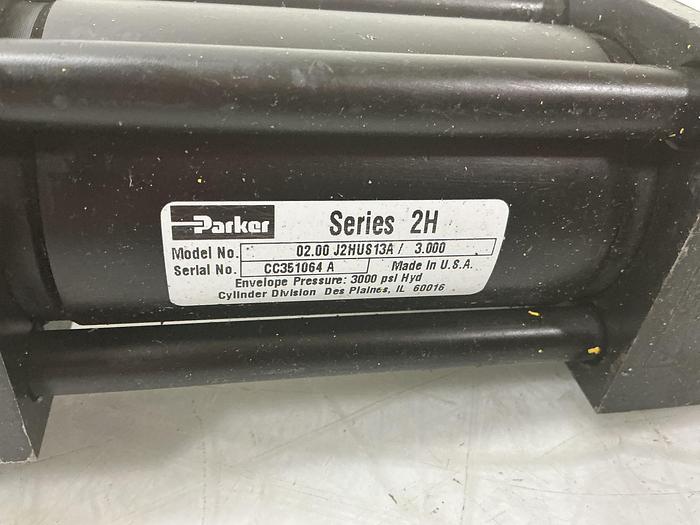 Parker Series 2H
Model No. 02.00 J2HUS13A / 3.000
Serial No. CC351064 A Made In U.S.A.
Envelope Pressure: 3000 psi Hyd
Cylinder Division Des Plaines, IL 60016